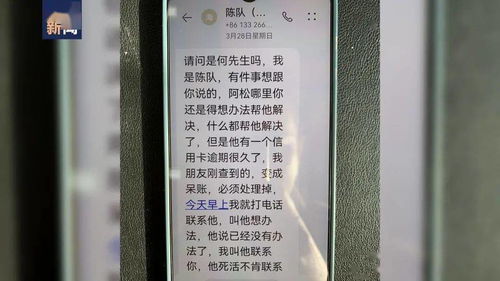 新闻
陈队（...
+86 133 266...
3月28日星期日
请问是何先生吗，我
是陈队，有件事想跟
你说的，阿松哪里你
还是得想办法帮他解
决，什么都帮他解决
了，但是他有一个信
用卡逾期很久了，我
朋友刚查到的，变成
呆账，必须处理掉，
今天早上我就打电话
联系他，叫他想办
法，他说已经没有办
法了，我叫他联系
你，他死活不肯联系